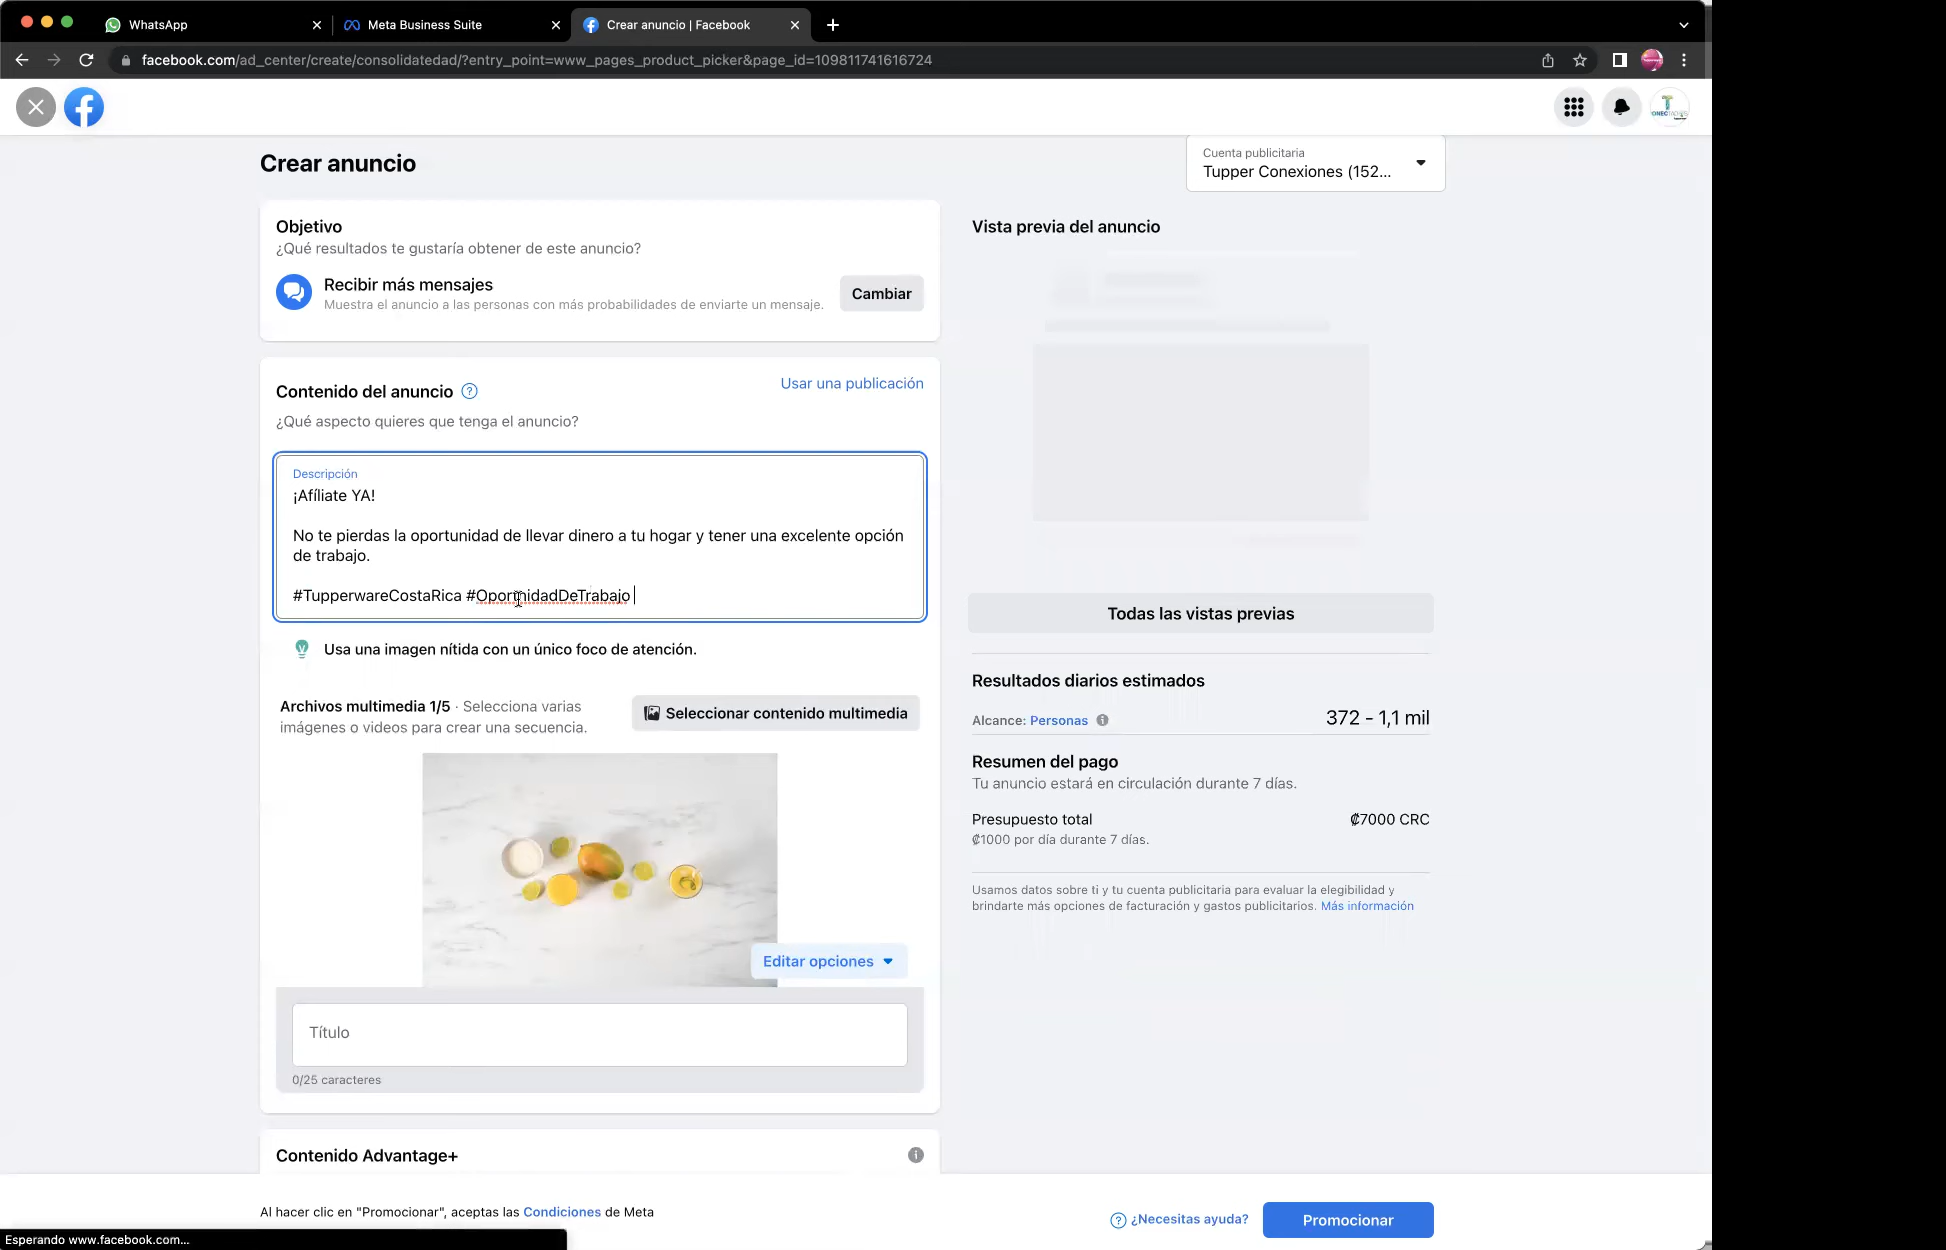 WhatsApp
Meta Business Suite
Crear anuncio | Facebook
facebook.com/ad_center/create/consolidatedad/?entry_point=www_pages_product_picker&page_id=109811741616724
Crear anuncio
Cuenta publicitaria
Tupper Conexiones (152...
Objetivo
¿Qué resultados te gustaría obtener de este anuncio?
Recibir más mensajes
Muestra el anuncio a las personas con más probabilidades de enviarte un mensaje.
Cambiar
Contenido del anuncio
Usar una publicación
¿Qué aspecto quieres que tenga el anuncio?
Descripción
¡Afíliate YA!
No te pierdas la oportunidad de llevar dinero a tu hogar y tener una excelente opción
de trabajo.
#TupperwareCostaRica
Usa una imagen nítida con un único foco de atención.
Archivos multimedia 1/5 · Selecciona varias
imágenes o videos para crear una secuencia.
Seleccionar contenido multimedia
Editar opciones
Título
0/25 caracteres
Contenido Advantage+
Vista previa del anuncio
Todas las vistas previas
Resultados diarios estimados
Alcance: Personas
372 - 1,1 mil
Resumen del pago
Tu anuncio estará en circulación durante 7 días.
Presupuesto total
₡7000 CRC
₡1000 por día durante 7 días.
Usamos datos sobre ti y tu cuenta publicitaria para evaluar la elegibilidad y
brindarte más opciones de facturación y gastos publicitarios. Más información
Al hacer clic en "Promocionar", aceptas las Condiciones de Meta
¿Necesitas ayuda?
Promocionar
Esperando www.facebook.com...